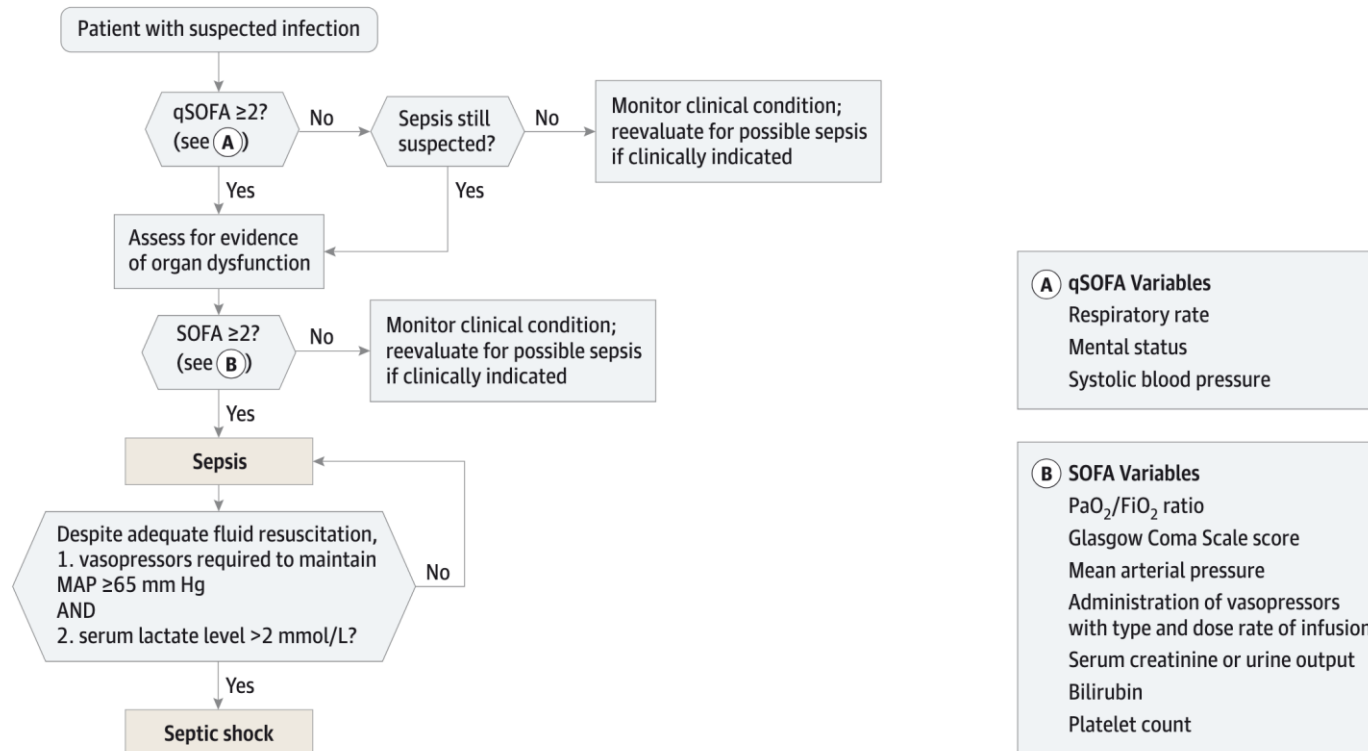 Patient with suspected infection
qSOFA ≥2?
(see A)
No
Sepsis still
suspected?
No
Monitor clinical condition;
reevaluate for possible sepsis
if clinically indicated
Yes
Yes
Assess for evidence
of organ dysfunction
SOFA ≥2?
(see B)
No
Monitor clinical condition;
reevaluate for possible sepsis
if clinically indicated
Yes
Sepsis
Despite adequate fluid resuscitation,
1. vasopressors required to maintain
MAP ≥65 mm Hg
AND
2. serum lactate level >2 mmol/L?
No
Yes
Septic shock
A qSOFA Variables
Respiratory rate
Mental status
Systolic blood pressure
B SOFA Variables
PaO₂/FiO₂ ratio
Glasgow Coma Scale score
Mean arterial pressure
Administration of vasopressors
with type and dose rate of infusion
Serum creatinine or urine output
Bilirubin
Platelet count